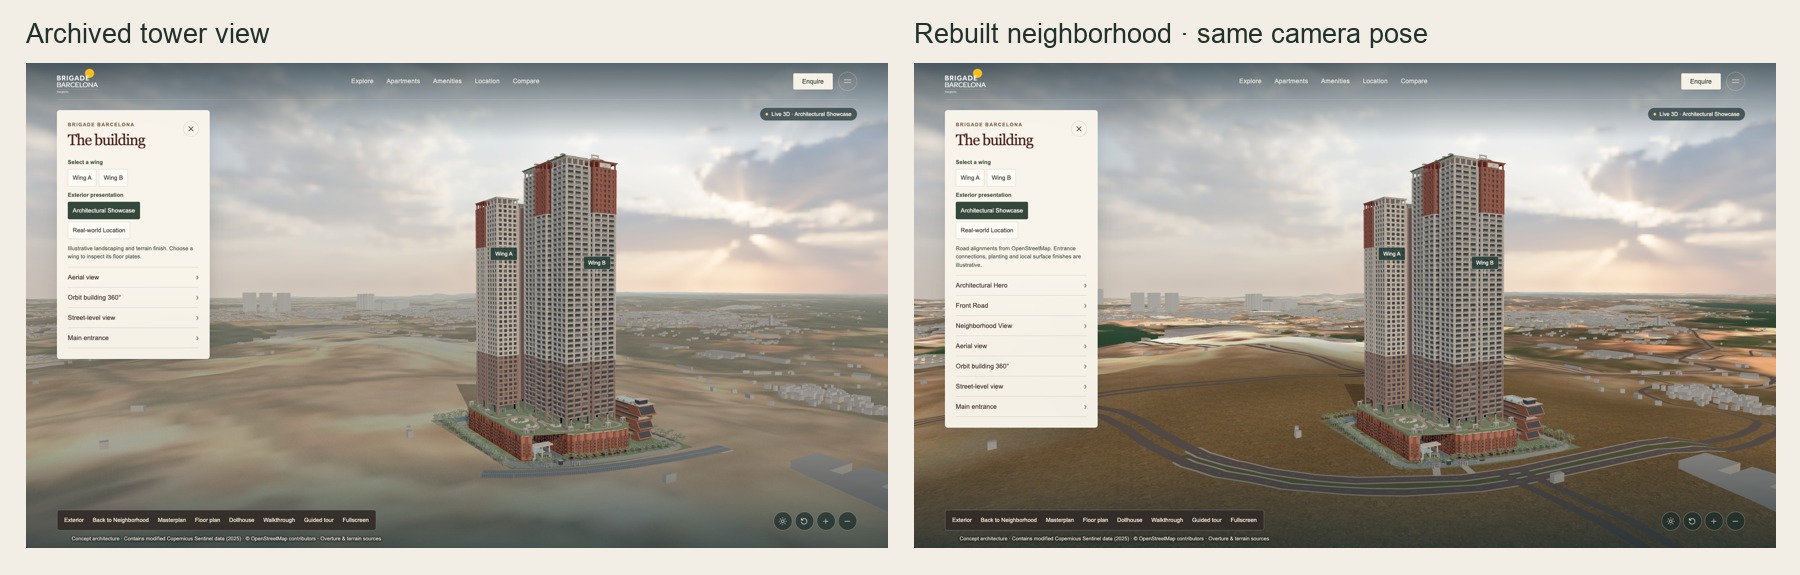 Archived tower view
BRIGADE
BARCELONA
Explore Apartments Amenities Location Compare
Enquire
Live 3D · Architectural Showcase
BRIGADE BARCELONA
The building
Select a wing
Wing A Wing B
Exterior presentation
Architectural Showcase
Real-world Location
Illustrative landscaping and terrain finish. Choose a
wing to inspect its floor plates.
Aerial view
Orbit building 360°
Street-level view
Main entrance
Wing A
Wing B
Exterior Back to Neighborhood Masterplan Floor plan Dollhouse Walkthrough Guided tour Fullscreen
Concept architecture · Contains modified Copernicus Sentinel data (2025) · © OpenStreetMap contributors · Overture & terrain sources
Rebuilt neighborhood · same camera pose
BRIGADE
BARCELONA
Explore Apartments Amenities Location Compare
Enquire
Live 3D · Architectural Showcase
BRIGADE BARCELONA
The building
Select a wing
Wing A Wing B
Exterior presentation
Architectural Showcase
Real-world Location
Road alignments from OpenStreetMap. Entrance
connections, planting and local surface finishes are
illustrative.
Architectural Hero
Front Road
Neighborhood View
Aerial view
Orbit building 360°
Street-level view
Main entrance
Wing A
Wing B
Exterior Back to Neighborhood Masterplan Floor plan Dollhouse Walkthrough Guided tour Fullscreen
Concept architecture · Contains modified Copernicus Sentinel data (2025) · © OpenStreetMap contributors · Overture & terrain sources